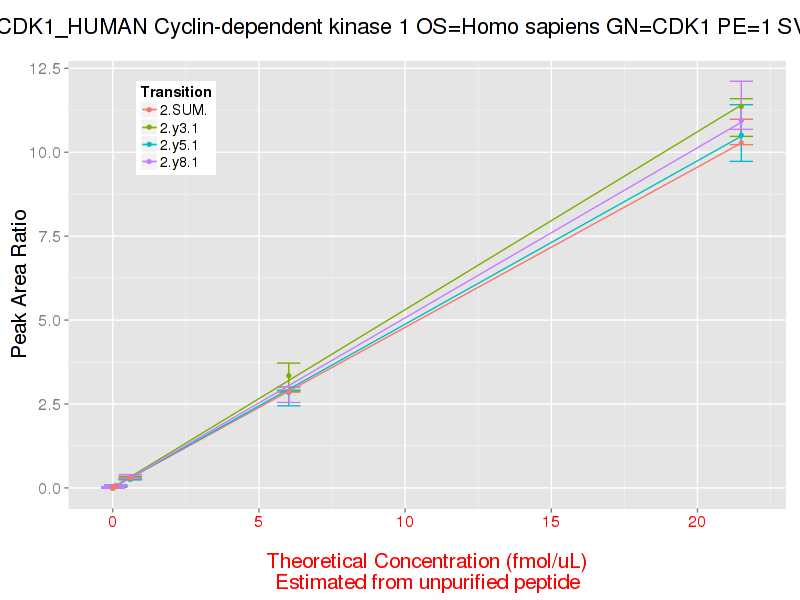 CDK1_HUMAN Cyclin-dependent kinase 1 OS=Homo sapiens GN=CDK1 PE=1 SV
12.5
10.0
7.5
5.0
2.5
0.0
Peak Area Ratio
Transition
2.SUM.
2.y3.1
2.y5.1
2.y8.1
0
5
10
15
20
Theoretical Concentration (fmol/uL)
Estimated from unpurified peptide